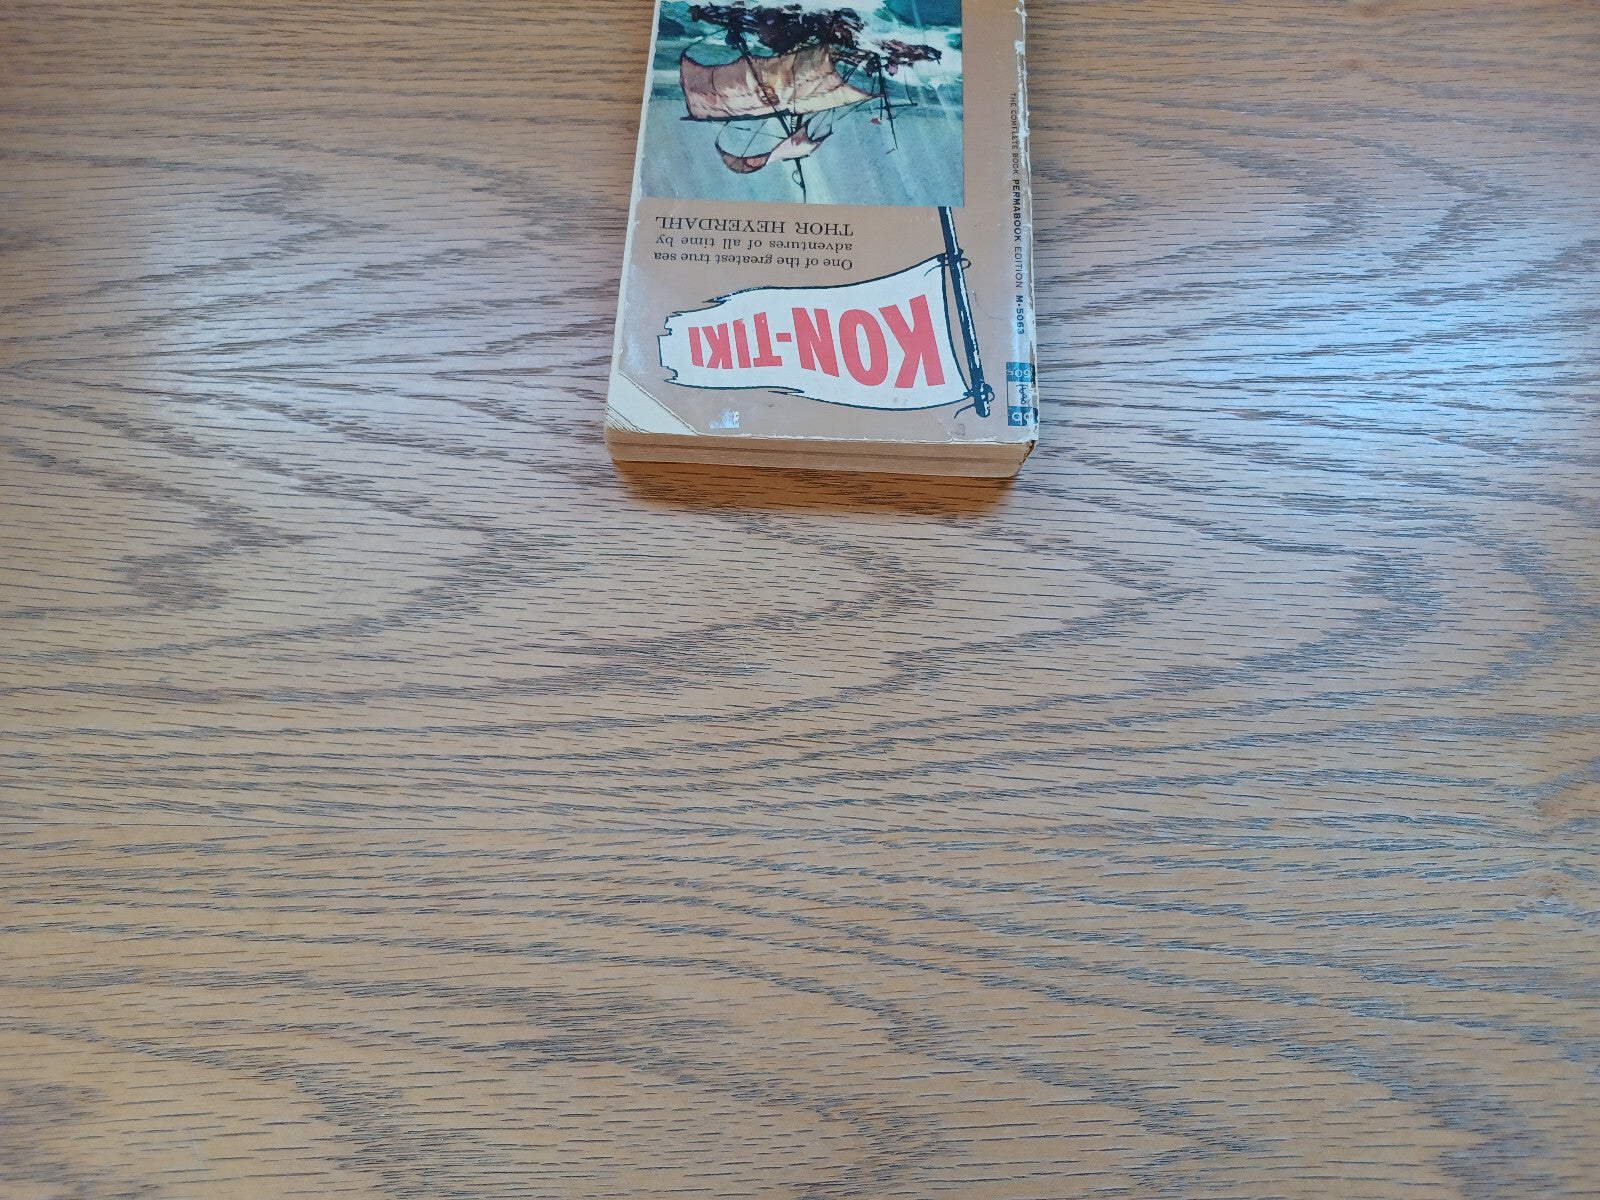 KON-TIKI
One of the greatest true sea
adventures of all time by
THOR HEYERDAHL
THE COMPLETE BOOK PERMABOOK EDITION M·5063